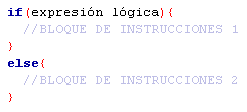 if(expresión lógica){
//BLOQUE DE INSTRUCCIONES 1
}
else{
//BLOQUE DE INSTRUCCIONES 2
}